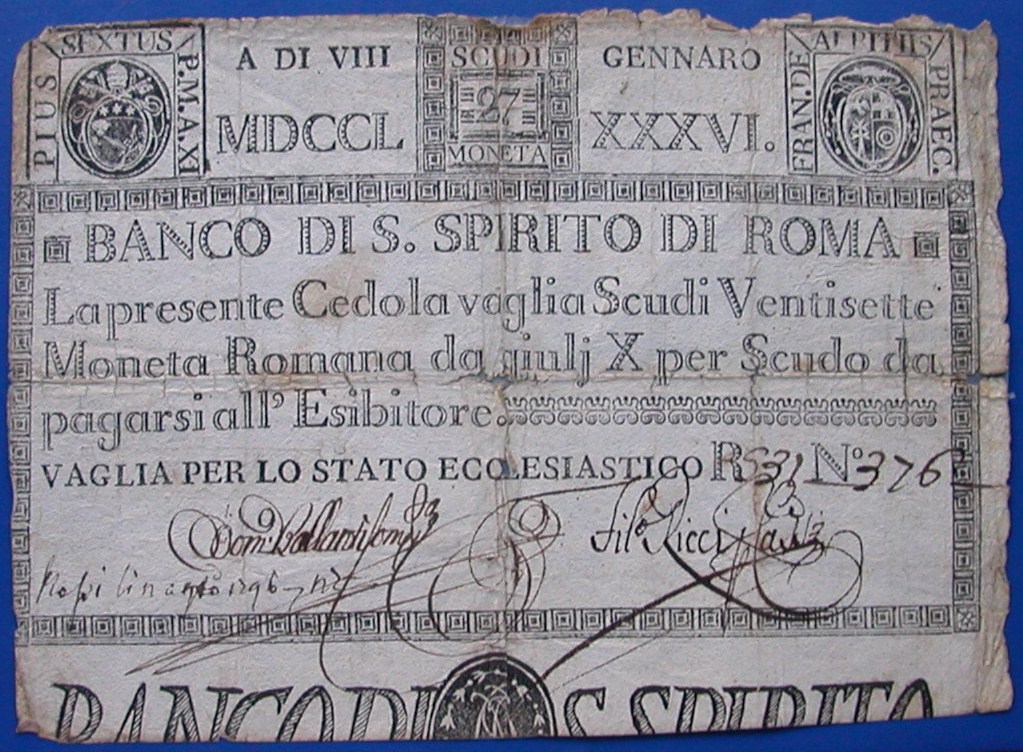 PIUS SEXTUS P.M.A.XI
A DI VIII SCUDI GENNARO
27
MDCCL XXXVI.
MONETA
FRAN.DE ALPIBUS PRAEC.
BANCO DI S. SPIRITO DI ROMA
La presente Cedola vaglia Scudi Ventisette
Moneta Romana da giulj X per Scudo da
pagarsi all' Esibitore.
VAGLIA PER LO STATO ECCLESIASTICO R 531 No. 376
BANCO DI S. SPIRITO